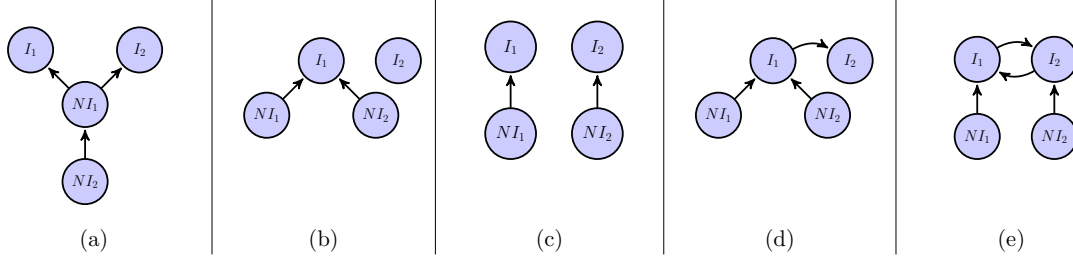 I₁ I₂
NI₁
NI₂
(a)
I₁ I₂
NI₁ NI₂
(b)
I₁ I₂
NI₁ NI₂
(c)
I₁ I₂
NI₁ NI₂
(d)
I₁ I₂
NI₁ NI₂
(e)